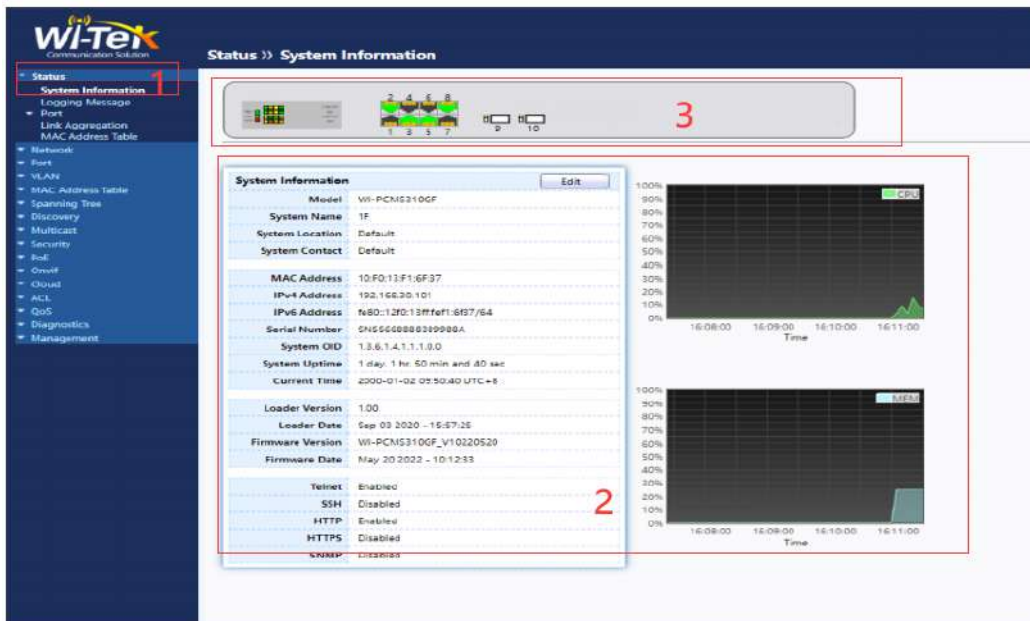 Wi-Tek
Communication Solution
Status » System Information
Status
System Information
Logging Message
Port
Link Aggregation
MAC Address Table
Network
Port
VLAN
MAC Address Table
Spanning Tree
Discovery
Multicast
Security
PoE
Onvif
Cloud
ACL
QoS
Diagnostics
Management
1
2 4 6 8
1 3 5 7
9 10
3
System Information Edit
Model WI-PCMS310GF
System Name 1F
System Location Default
System Contact Default
MAC Address 10:F0:13:F1:6F:37
IPv4 Address 192.168.30.101
IPv6 Address fe80::12f0:13ff:fef1:6f37/64
Serial Number
System OID 1.3.6.1.4.1.1.1.0.0
System Uptime 1 day, 1 hr, 50 min and 40 sec
Current Time 2000-01-02 09:50:40 UTC+8
Loader Version 1.00
Loader Date Sep 03 2020 - 15:57:25
Firmware Version WI-PCMS310GF_V10220520
Firmware Date May 20 2022 - 10:12:33
Telnet Enabled
SSH Disabled
HTTP Enabled
HTTPS Disabled
SNMP Disabled
2
100%
90%
80%
70%
60%
50%
40%
30%
20%
10%
0%
CPU
16:08:00 16:09:00 16:10:00 16:11:00
Time
100%
90%
80%
70%
60%
50%
40%
30%
20%
10%
0%
MEM
16:08:00 16:09:00 16:10:00 16:11:00
Time